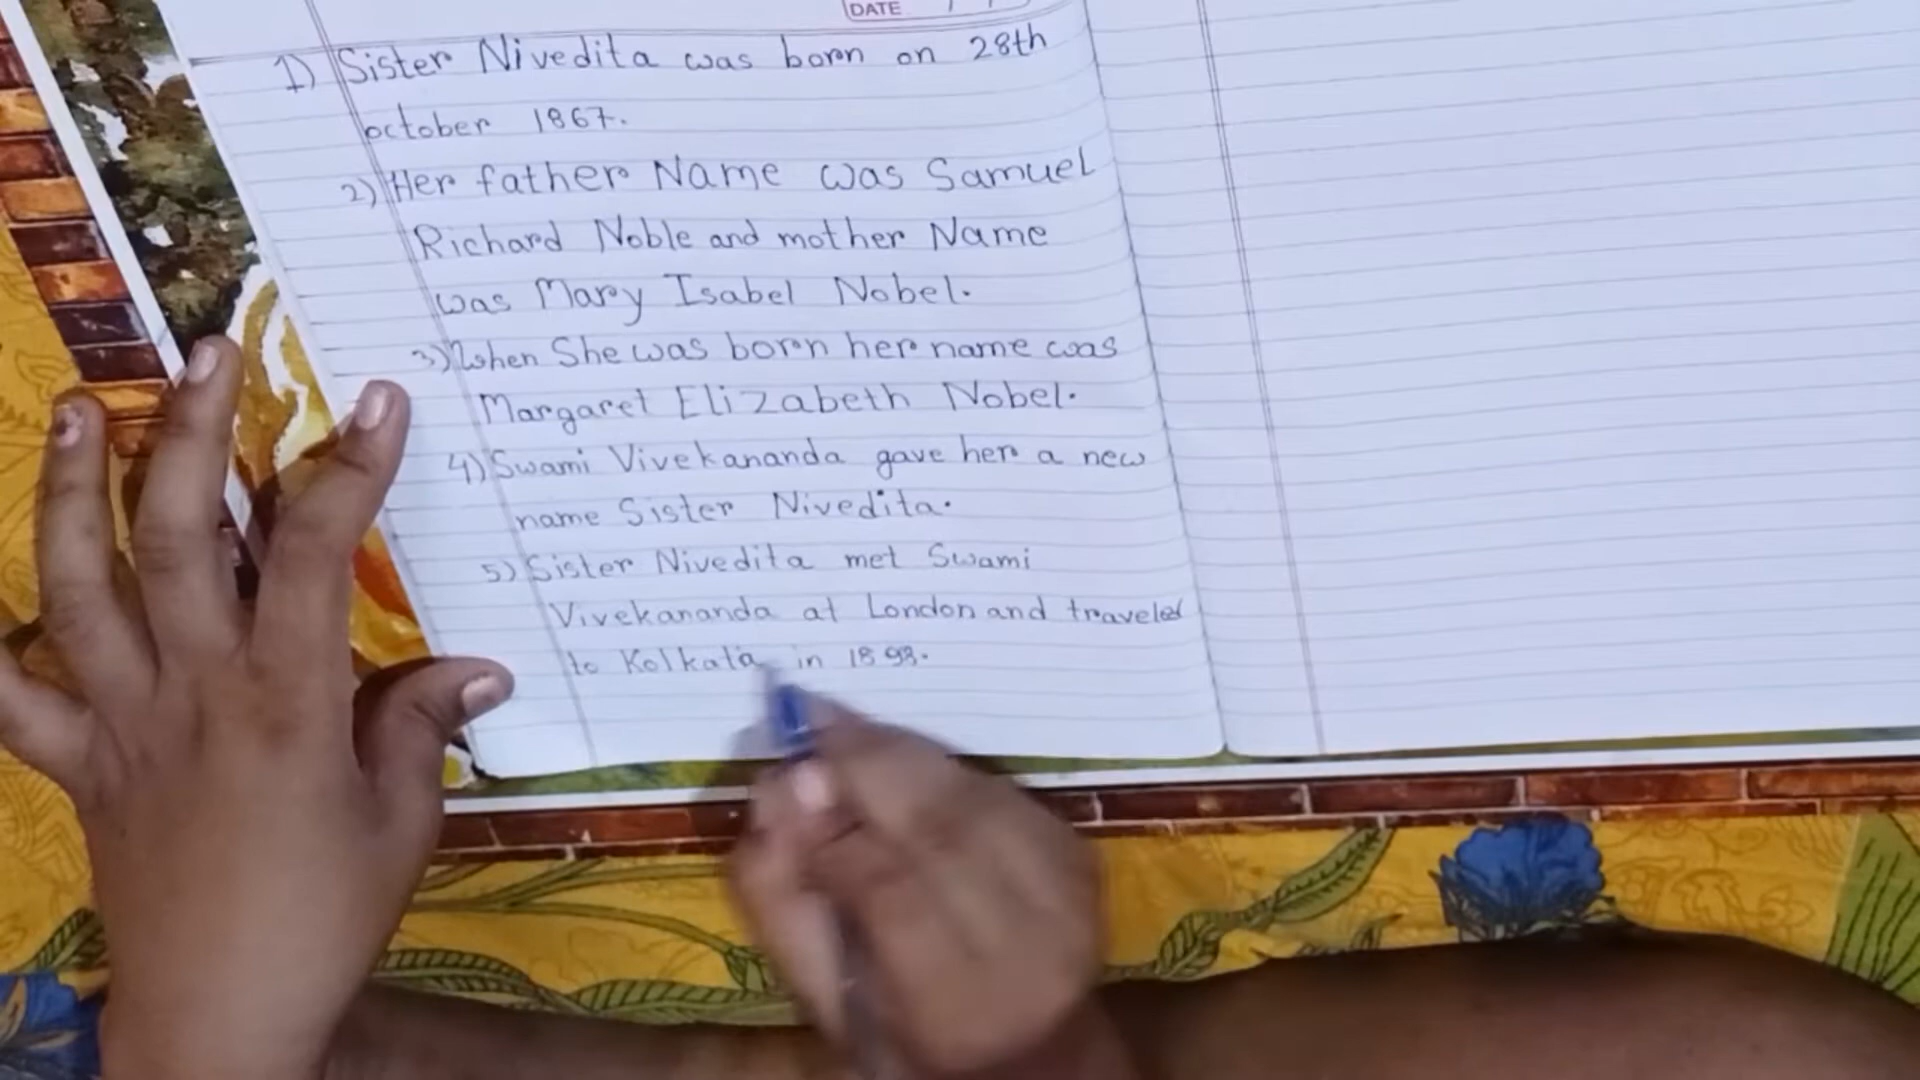 DATE / /
1) Sister Nivedita was born on 28th
october 1867.
2) Her father Name was Samuel
Richard Noble and mother Name
was Mary Isabel Nobel.
3) When She was born her name was
Margaret Elizabeth Nobel.
4) Swami Vivekananda gave her a new
name Sister Nivedita.
5) Sister Nivedita met Swami
Vivekananda at London and traveled
to Kolkata in 1898.